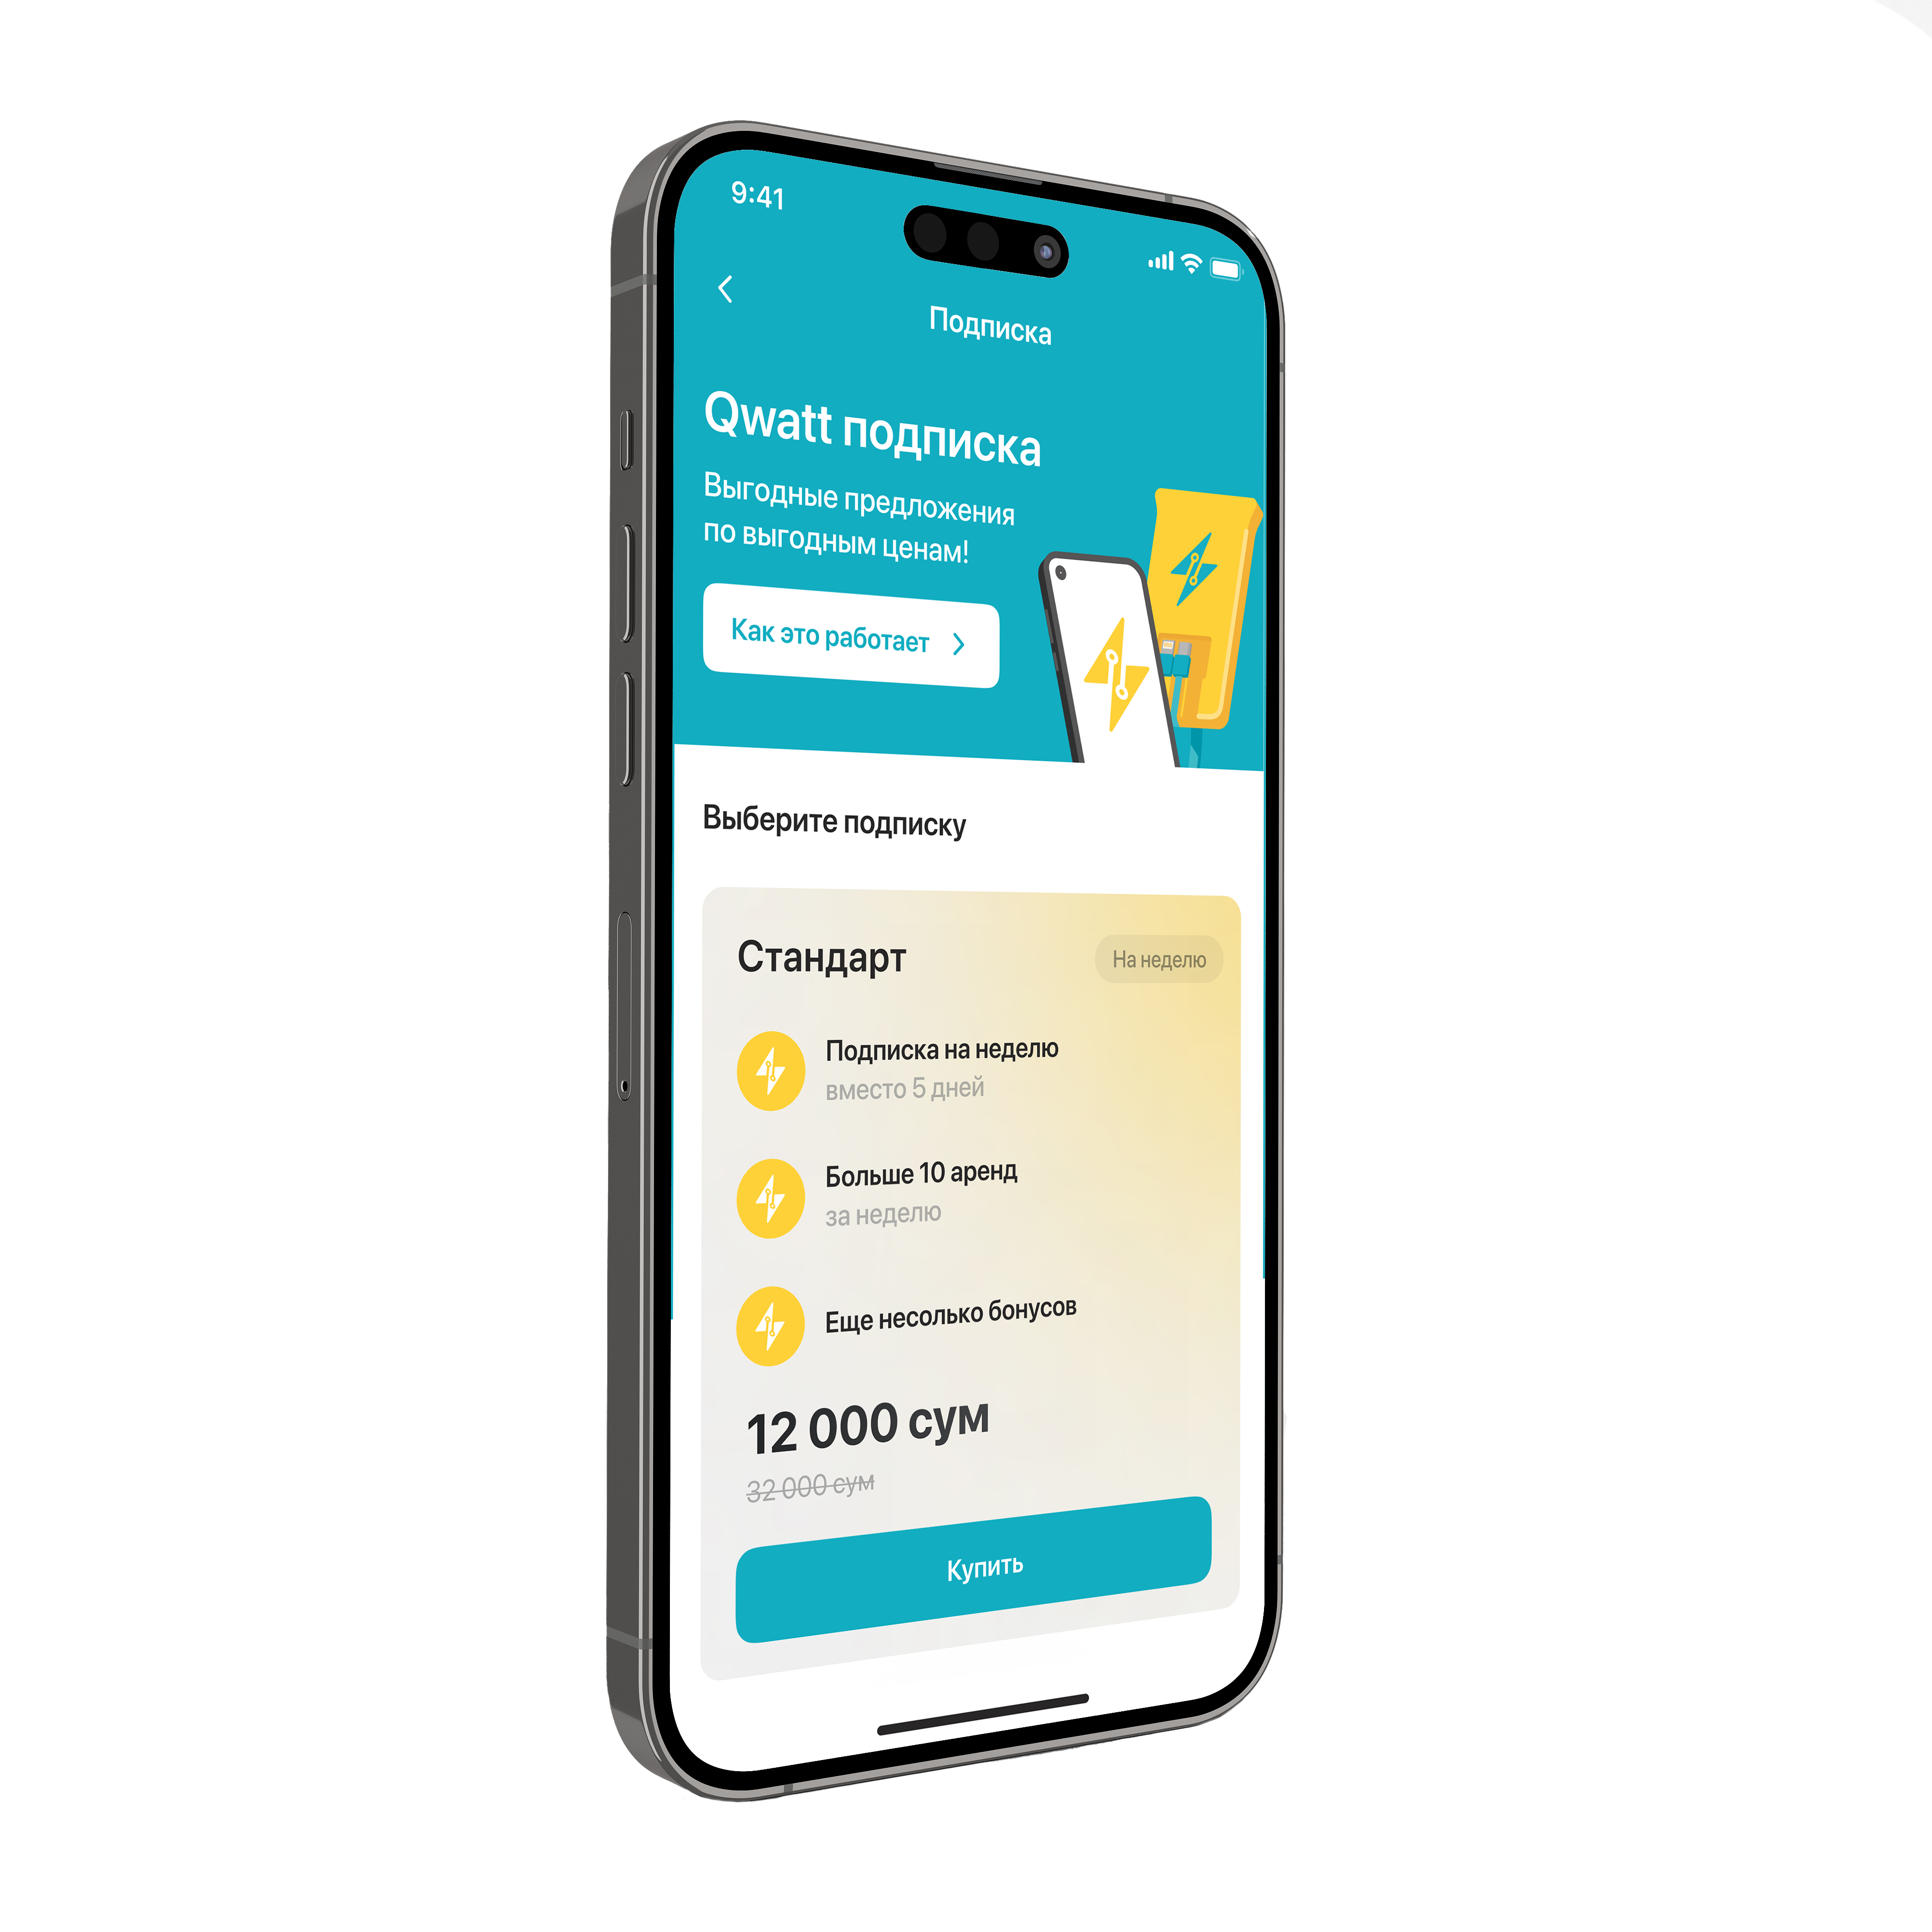 9:41
Подписка
Qwatt подписка
Выгодные предложения
по выгодным ценам!
Как это работает
Выберите подписку
Стандарт
На неделю
Подписка на неделю
вместо 5 дней
Больше 10 аренд
за неделю
Еще несолько бонусов
12 000 сум
32 000 сум
Купить